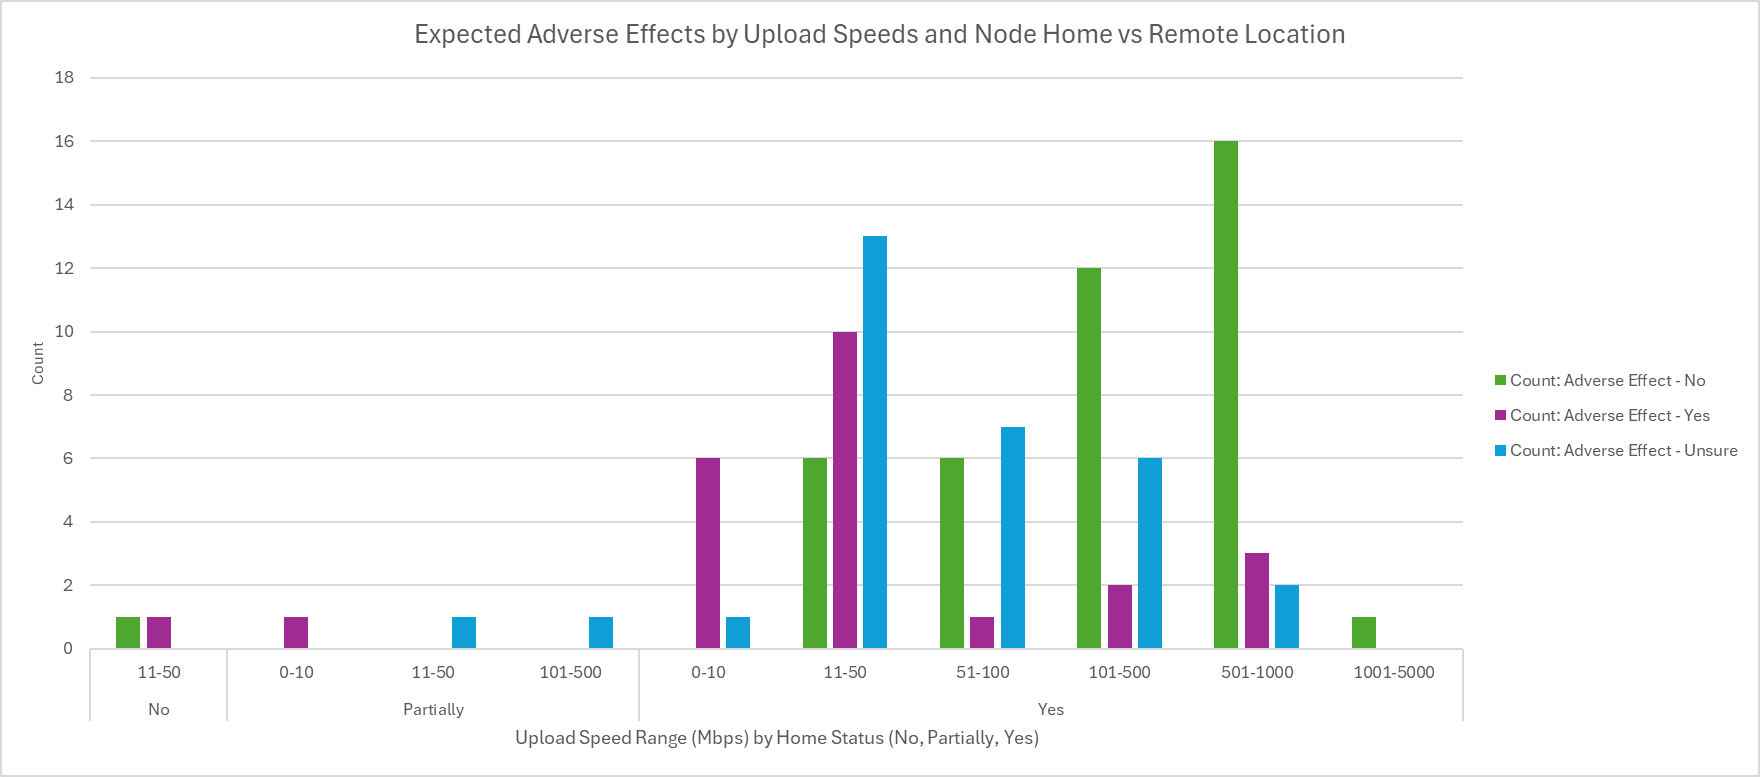 Expected Adverse Effects by Upload Speeds and Node Home vs Remote Location
18
16
14
12
10
8
6
4
2
0
Count
11-50 0-10 11-50 101-500 0-10 11-50 51-100 101-500 501-1000 1001-5000
No Partially Yes
Upload Speed Range (Mbps) by Home Status (No, Partially, Yes)
Count: Adverse Effect - No
Count: Adverse Effect - Yes
Count: Adverse Effect - Unsure